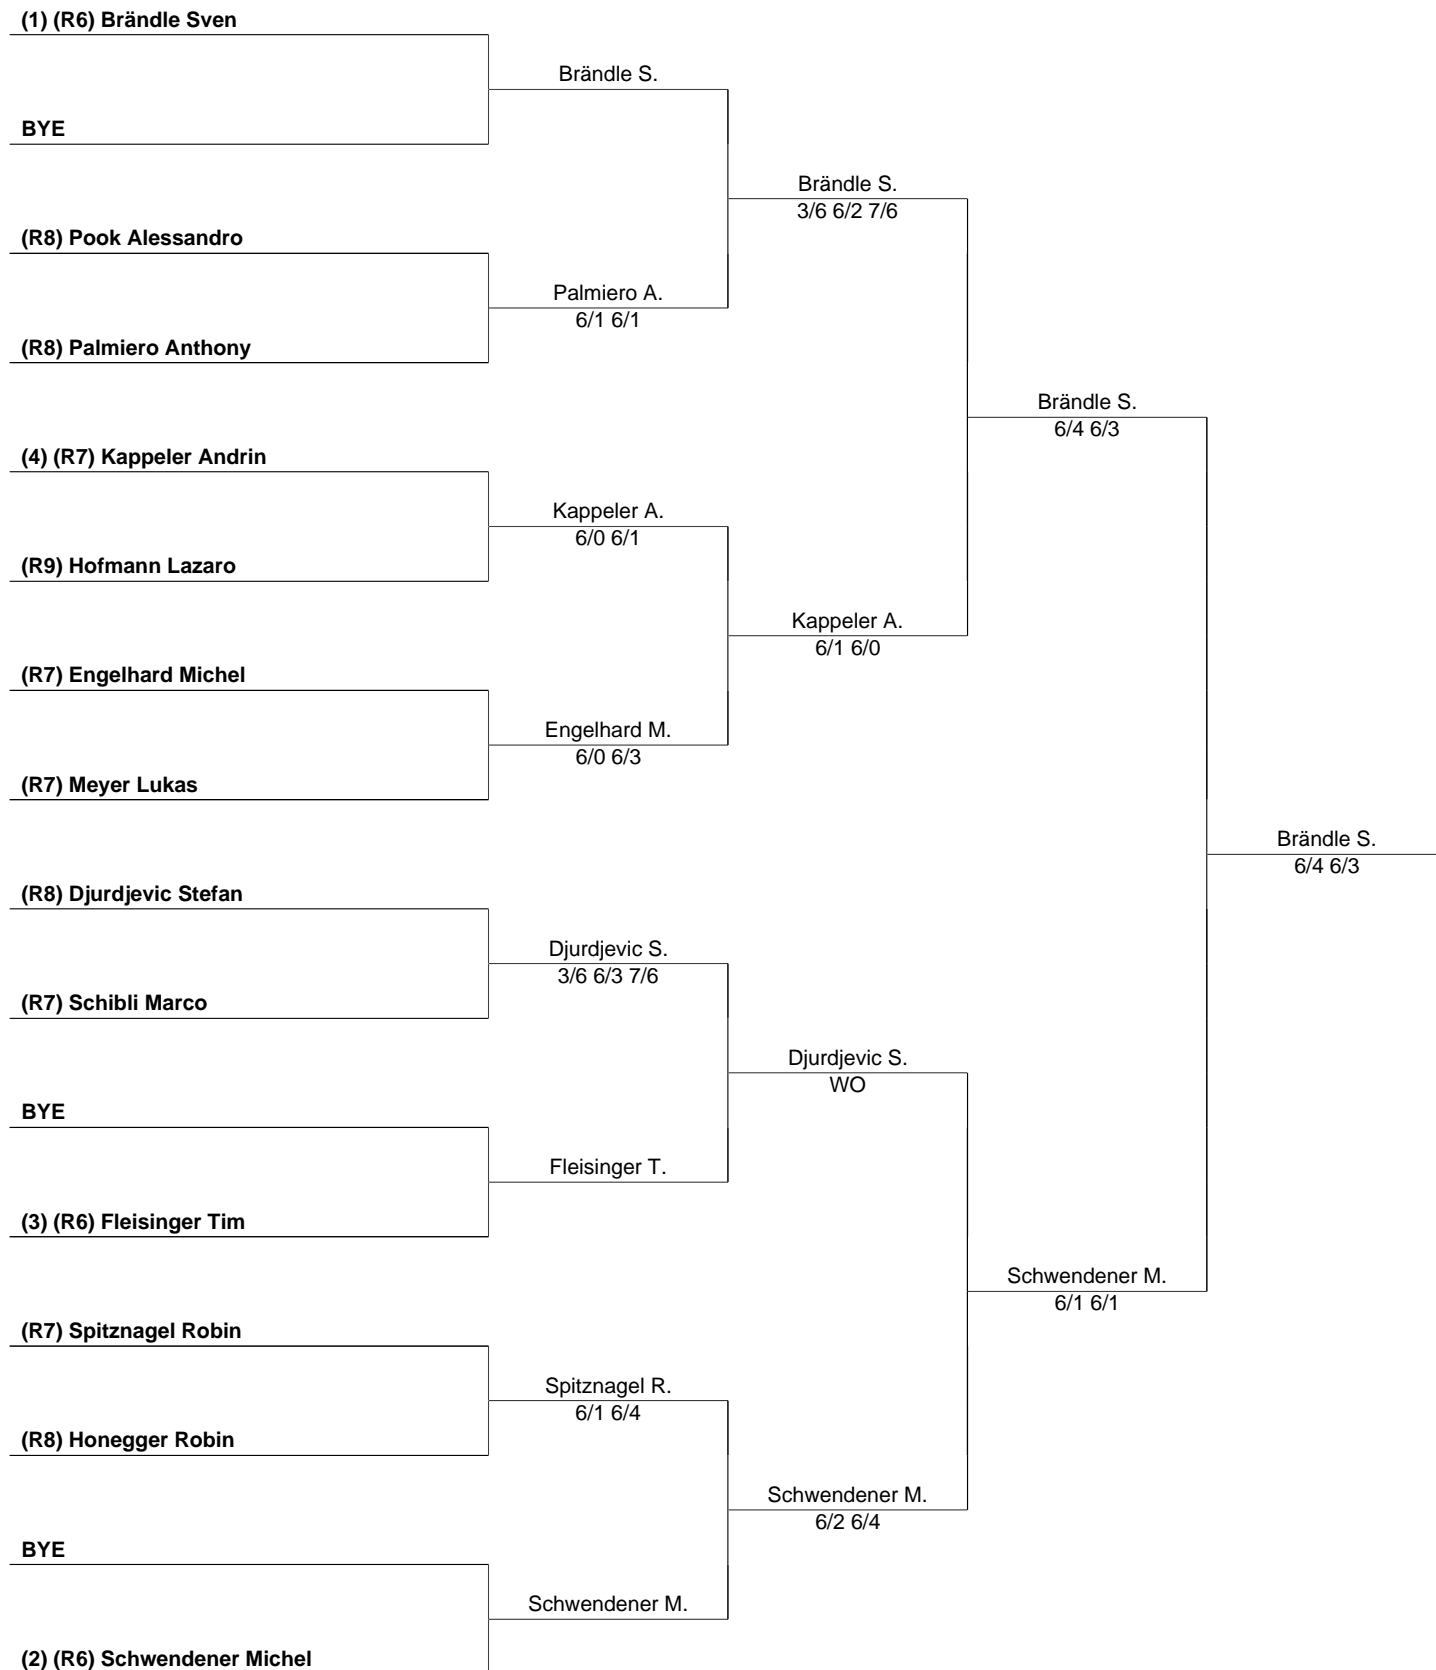 (1) (R6) Brändle Sven
Brändle S.
BYE
Brändle S.
3/6 6/2 7/6
(R8) Pook Alessandro
Palmiero A.
6/1 6/1
(R8) Palmiero Anthony
Brändle S.
6/4 6/3
(4) (R7) Kappeler Andrin
Kappeler A.
6/0 6/1
(R9) Hofmann Lazaro
Kappeler A.
6/1 6/0
(R7) Engelhard Michel
Engelhard M.
6/0 6/3
(R7) Meyer Lukas
Brändle S.
6/4 6/3
(R8) Djurdjevic Stefan
Djurdjevic S.
3/6 6/3 7/6
(R7) Schibli Marco
Djurdjevic S.
WO
BYE
Fleisinger T.
(3) (R6) Fleisinger Tim
Schwendener M.
6/1 6/1
(R7) Spitznagel Robin
Spitznagel R.
6/1 6/4
(R8) Honegger Robin
Schwendener M.
6/2 6/4
BYE
Schwendener M.
(2) (R6) Schwendener Michel